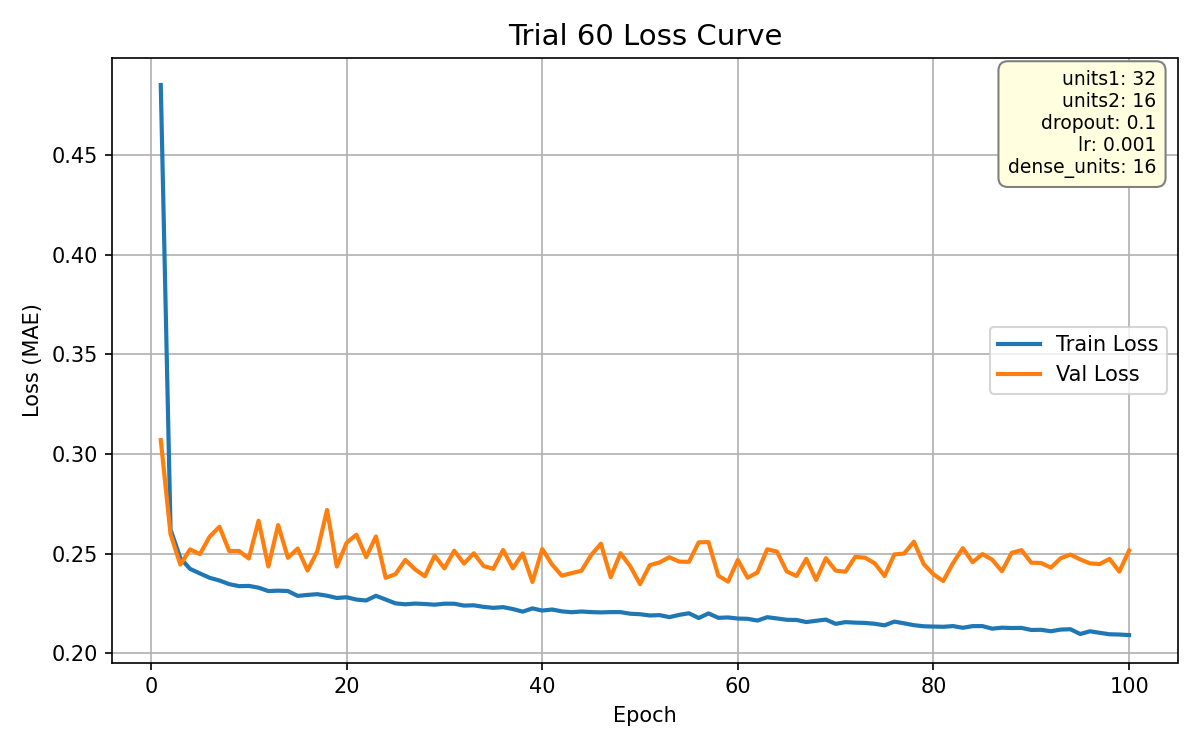 Trial 60 Loss Curve
units1: 32
units2: 16
dropout: 0.1
lr: 0.001
dense_units: 16
Train Loss
Val Loss
Loss (MAE)
0.45
0.40
0.35
0.30
0.25
0.20
0 20 40 60 80 100
Epoch